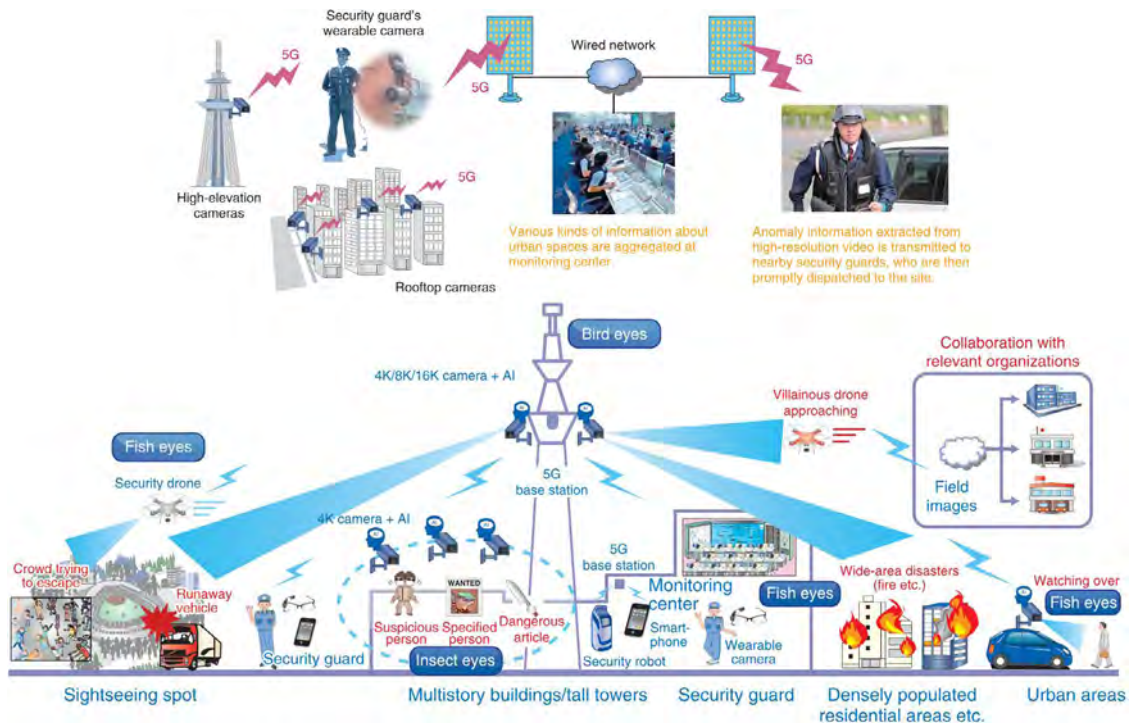 Security guard's
wearable camera
5G
5G
Wired network
5G
5G
High-elevation
cameras
Rooftop cameras
Various kinds of information about
urban spaces are aggregated at
monitoring center.
Anomaly information extracted from
high-resolution video is transmitted to
nearby security guards, who are then
promptly dispatched to the site.
Bird eyes
4K/8K/16K camera + AI
Collaboration with
relevant organizations
Villainous drone
approaching
Fish eyes
Security drone
5G
base station
Field
images
4K camera + AI
5G
base station
Crowd trying
to escape
Runaway
vehicle
WANTED
Suspicious
person
Specified
person
Dangerous
article
Monitoring
center
Fish eyes
Wide-area disasters
(fire etc.)
Watching over
Fish eyes
Security guard
Insect eyes
Smart-
phone
Security robot
Wearable
camera
Sightseeing spot
Multistory buildings/tall towers
Security guard
Densely populated
residential areas etc.
Urban areas